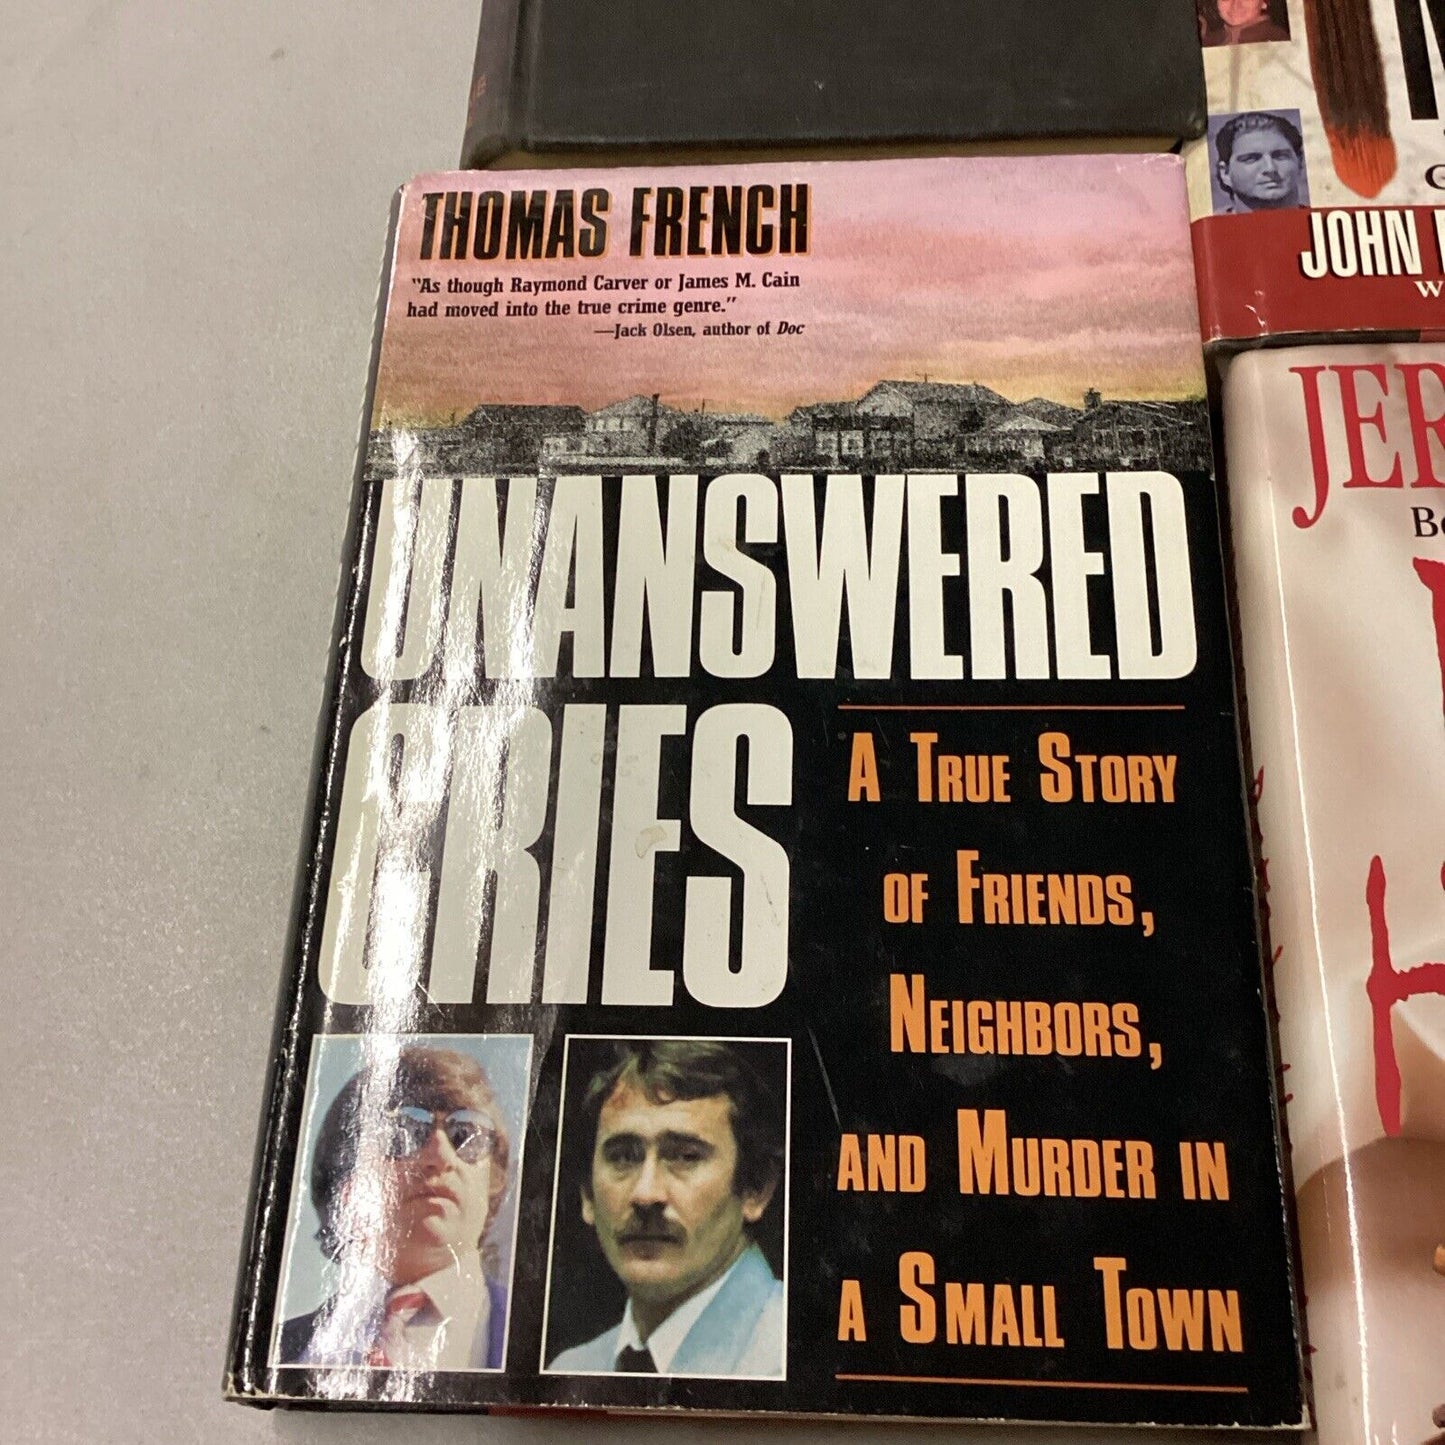 THOMAS FRENCH
"As though Raymond Carver or James M. Cain
had moved into the true crime genre."
—Jack Olsen, author of Doc
UNANSWERED
CRIES
A TRUE STORY
OF FRIENDS,
NEIGHBORS,
AND MURDER IN
A SMALL TOWN
JOHN
W
JER